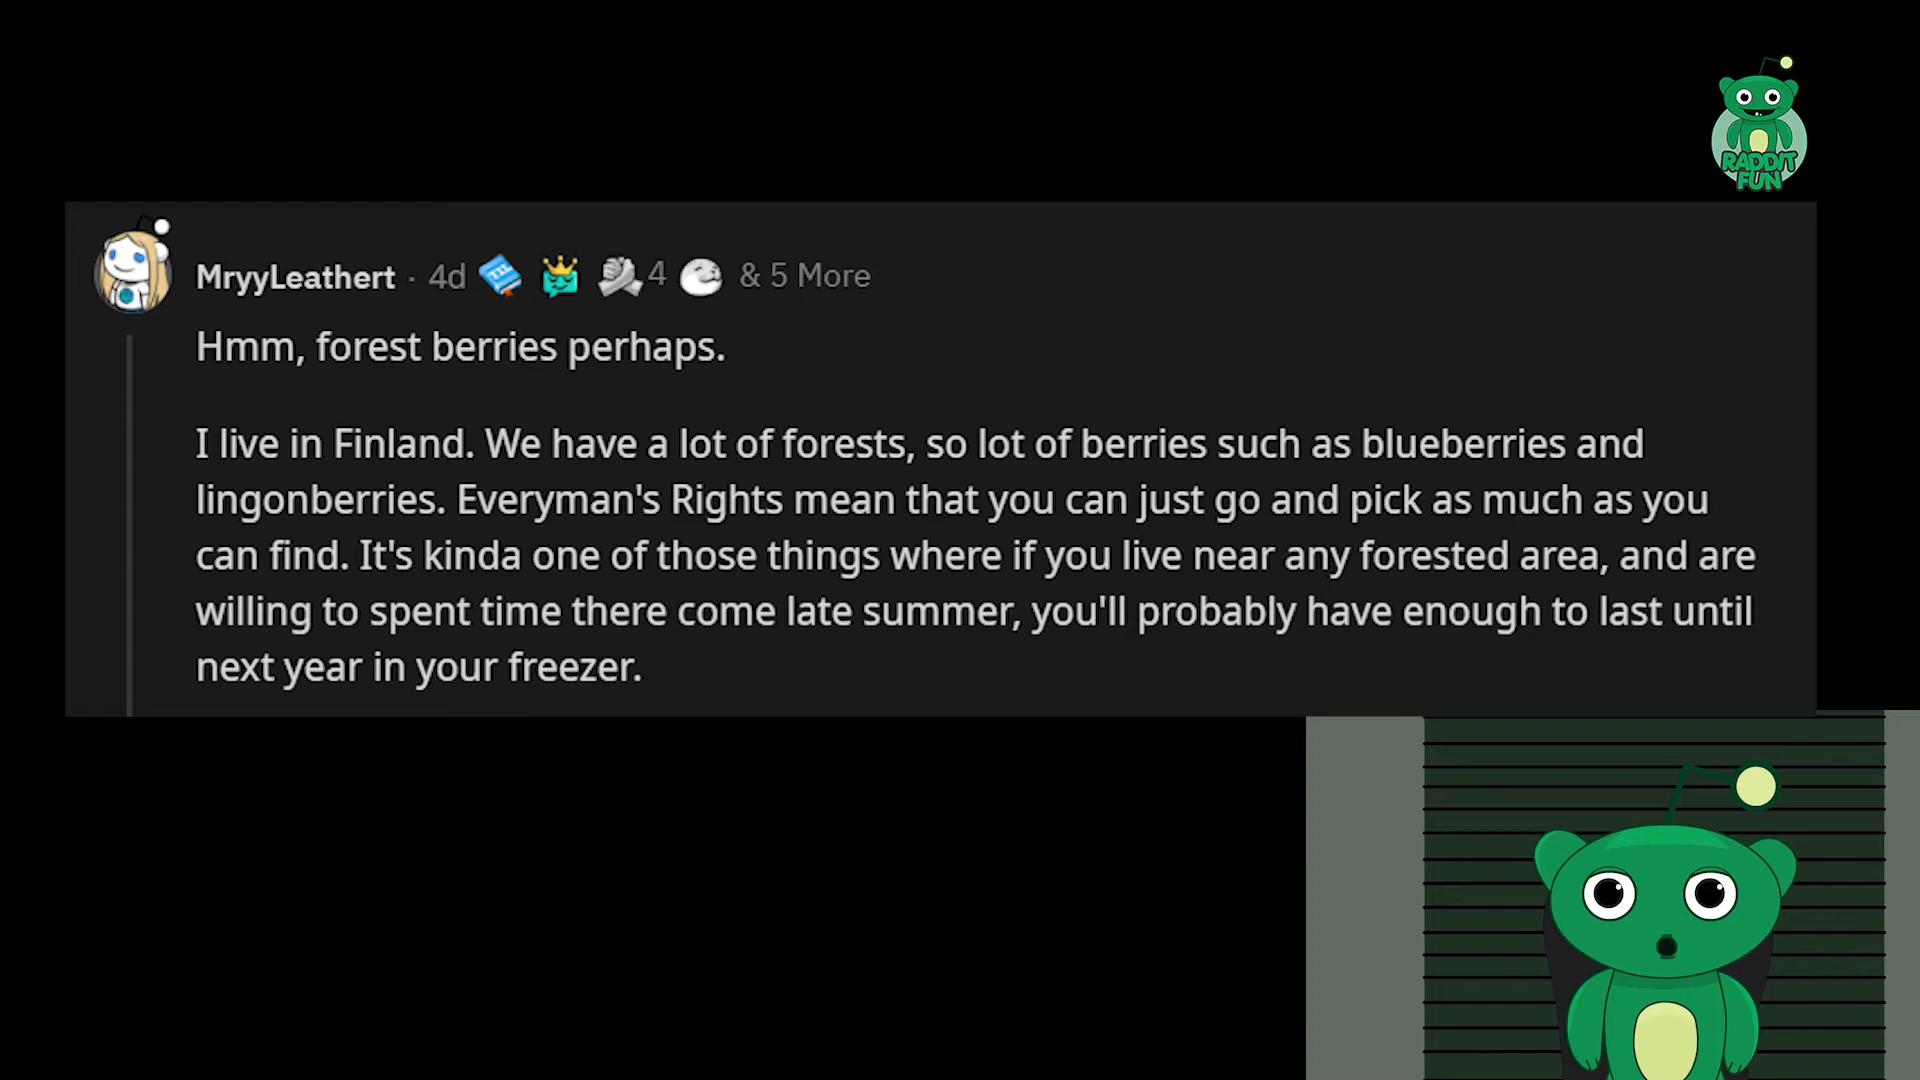 RADDIT
FUN
MryyLeathert · 4d TIL 4 & 5 More
Hmm, forest berries perhaps.
I live in Finland. We have a lot of forests, so lot of berries such as blueberries and
lingonberries. Everyman's Rights mean that you can just go and pick as much as you
can find. It's kinda one of those things where if you live near any forested area, and are
willing to spent time there come late summer, you'll probably have enough to last until
next year in your freezer.